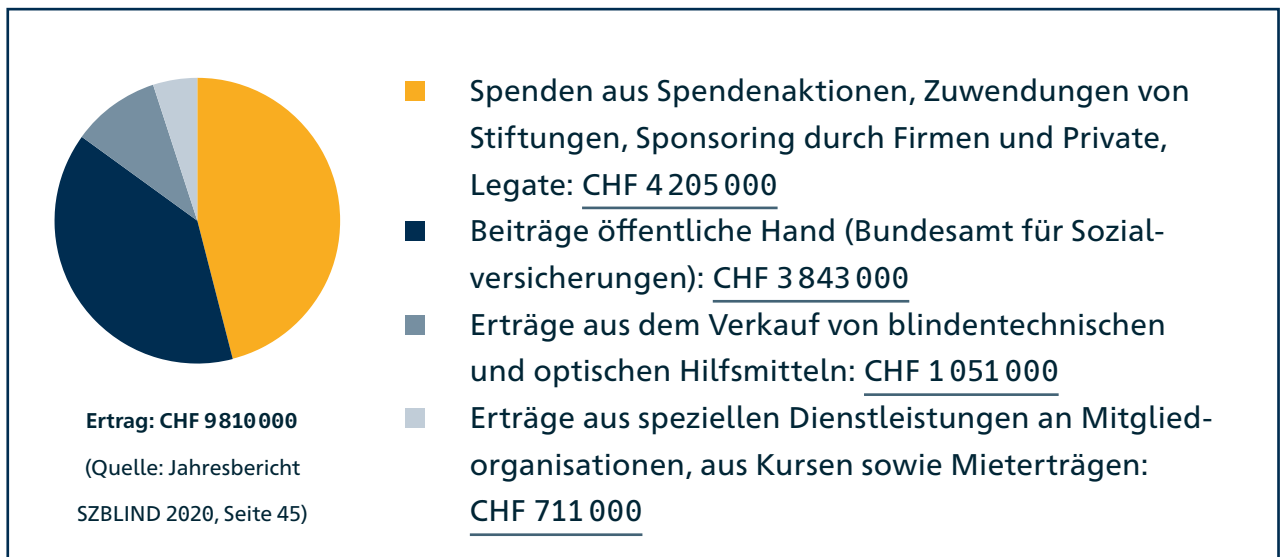 Spenden aus Spendenaktionen, Zuwendungen von
Stiftungen, Sponsoring durch Firmen und Private,
Legate: CHF 4 205 000
Beiträge öffentliche Hand (Bundesamt für Sozial-
versicherungen): CHF 3 843 000
Erträge aus dem Verkauf von blindentechnischen
und optischen Hilfsmitteln: CHF 1 051 000
Erträge aus speziellen Dienstleistungen an Mitglied-
organisationen, aus Kursen sowie Mieterträgen:
CHF 711 000
Ertrag: CHF 9 810 000
(Quelle: Jahresbericht
SZBLIND 2020, Seite 45)